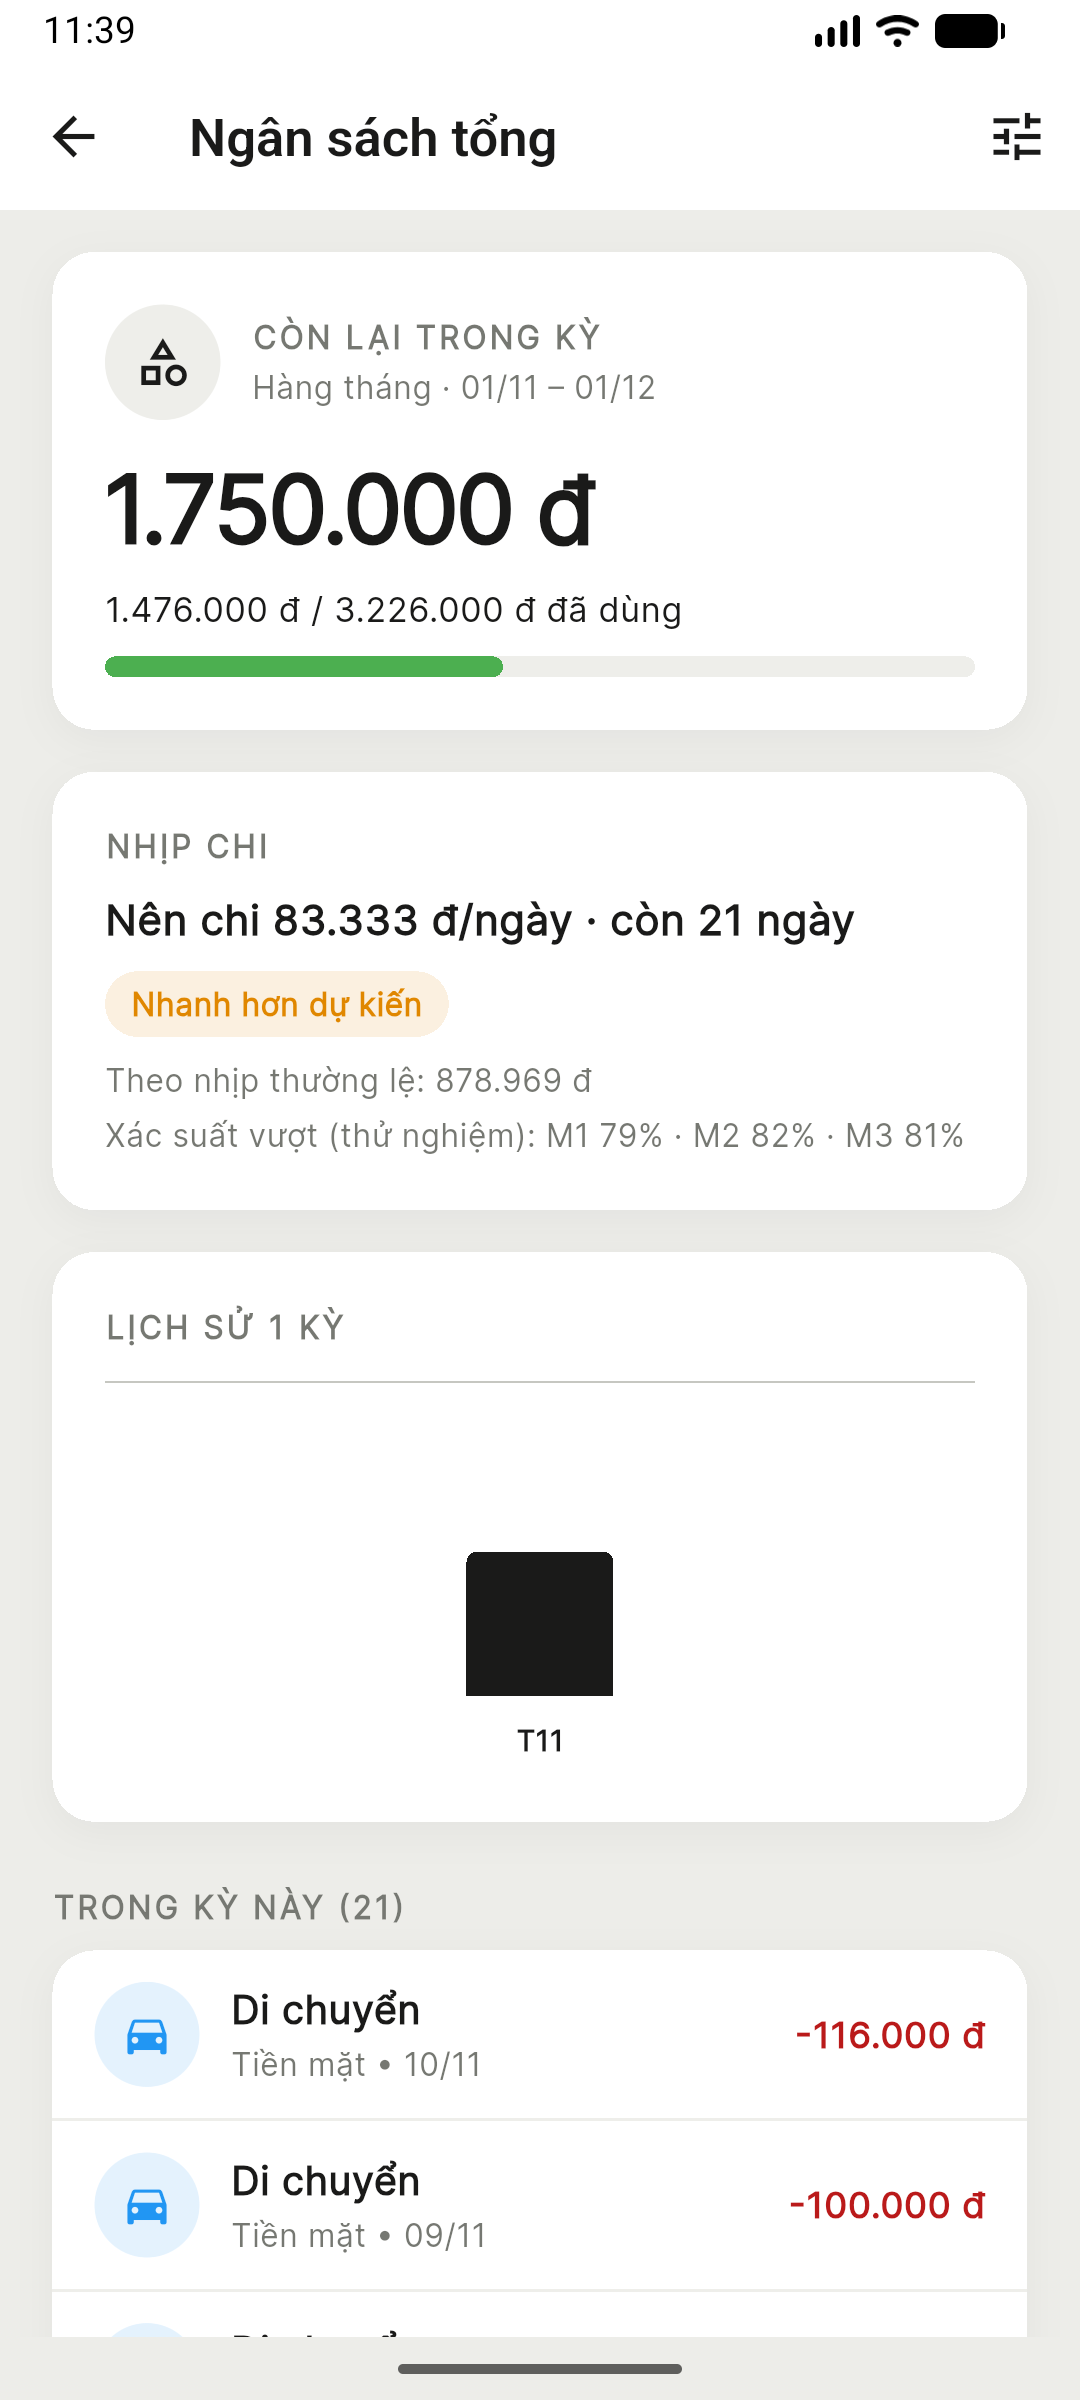 11:39
Ngân sách tổng
CÒN LẠI TRONG KỲ
Hàng tháng · 01/11 – 01/12
1.750.000 đ
1.476.000 đ / 3.226.000 đ đã dùng
NHỊP CHI
Nên chi 83.333 đ/ngày · còn 21 ngày
Nhanh hơn dự kiến
Theo nhịp thường lệ: 878.969 đ
Xác suất vượt (thử nghiệm): M1 79% · M2 82% · M3 81%
LỊCH SỬ 1 KỲ
T11
TRONG KỲ NÀY (21)
Di chuyển
-116.000 đ
Tiền mặt • 10/11
Di chuyển
-100.000 đ
Tiền mặt • 09/11